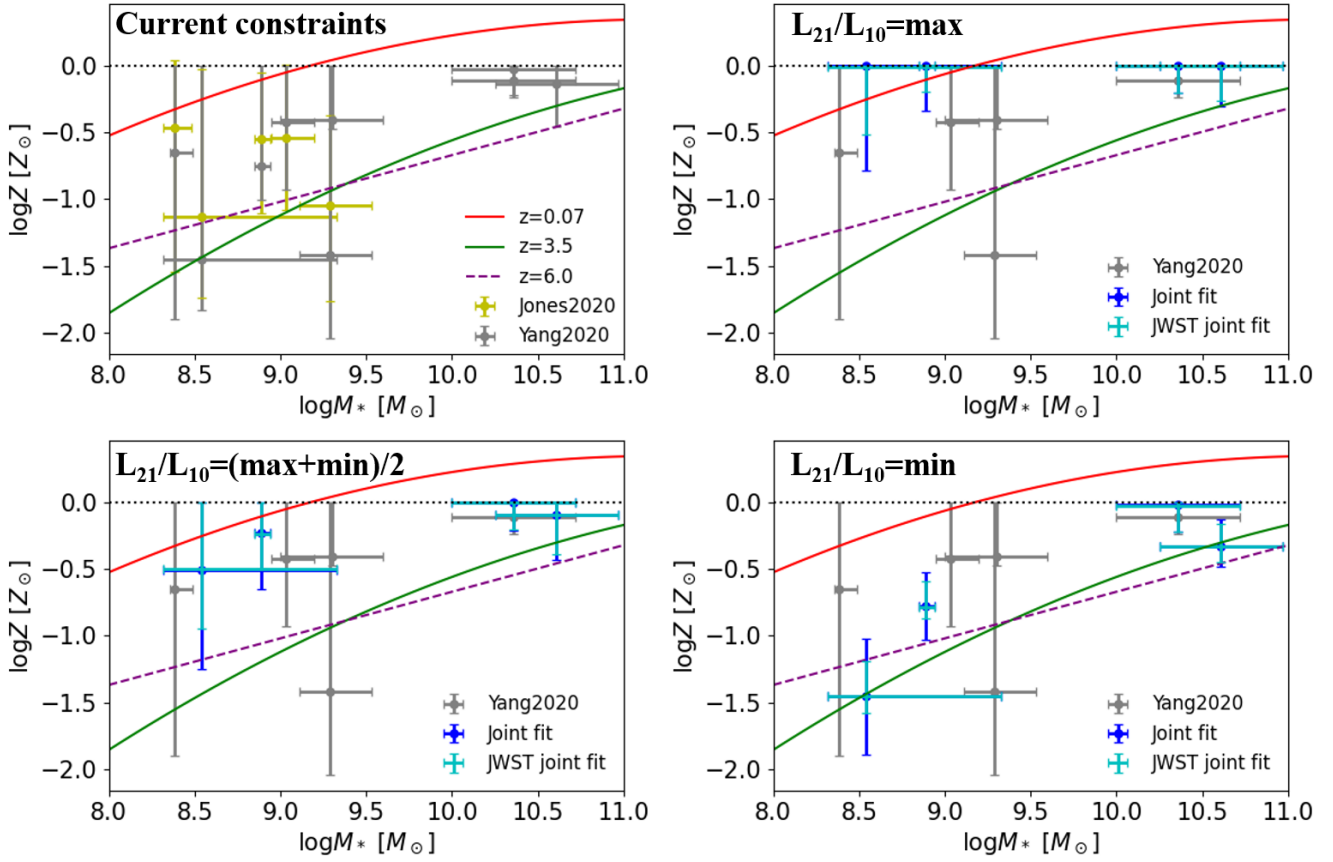 Current constraints
0.0
−0.5
−1.0
−1.5
−2.0
logZ [Z⊙]
z=0.07
z=3.5
z=6.0
Jones2020
Yang2020
8.0 8.5 9.0 9.5 10.0 10.5 11.0
logM* [M⊙]
L21/L10=max
0.0
−0.5
−1.0
−1.5
−2.0
logZ [Z⊙]
Yang2020
Joint fit
JWST joint fit
8.0 8.5 9.0 9.5 10.0 10.5 11.0
logM* [M⊙]
L21/L10=(max+min)/2
0.0
−0.5
−1.0
−1.5
−2.0
logZ [Z⊙]
Yang2020
Joint fit
JWST joint fit
8.0 8.5 9.0 9.5 10.0 10.5 11.0
logM* [M⊙]
L21/L10=min
0.0
−0.5
−1.0
−1.5
−2.0
logZ [Z⊙]
Yang2020
Joint fit
JWST joint fit
8.0 8.5 9.0 9.5 10.0 10.5 11.0
logM* [M⊙]